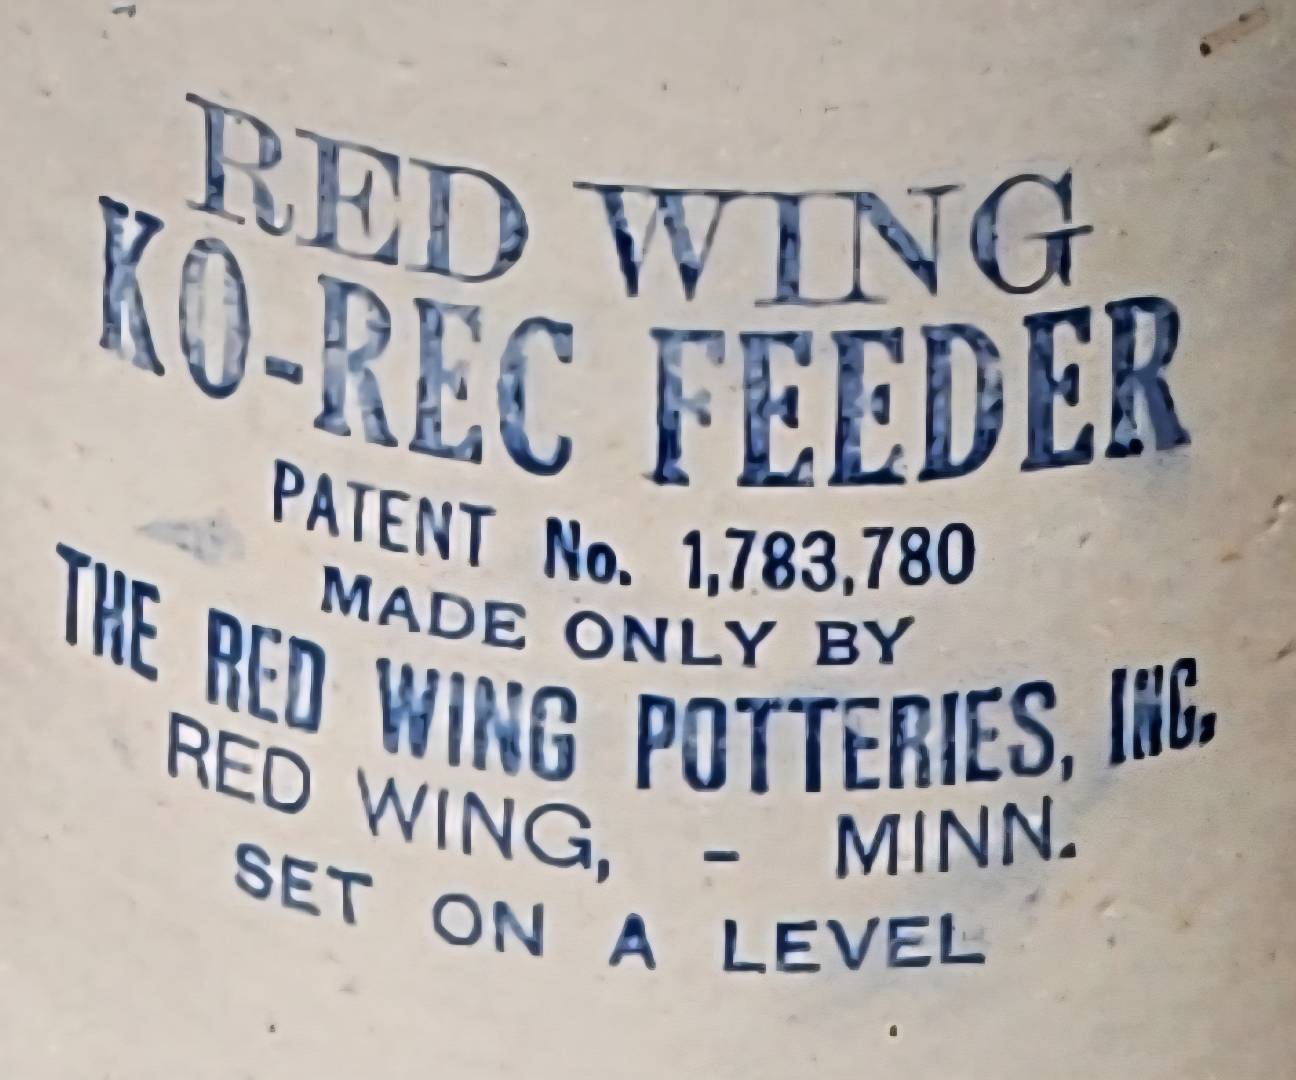 RED WING
KO-REC FEEDER
PATENT No. 1,783,780
MADE ONLY BY
THE RED WING POTTERIES, INC.
RED WING, - MINN.
SET ON A LEVEL